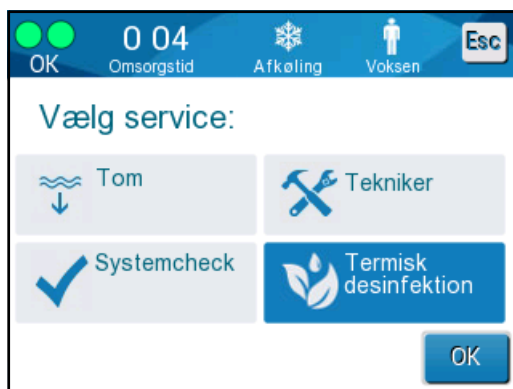 OK
0 04
Omsorgstid
Afkøling
Voksen
Esc
Vælg service:
Tom
Tekniker
Systemcheck
Termisk
desinfektion
OK